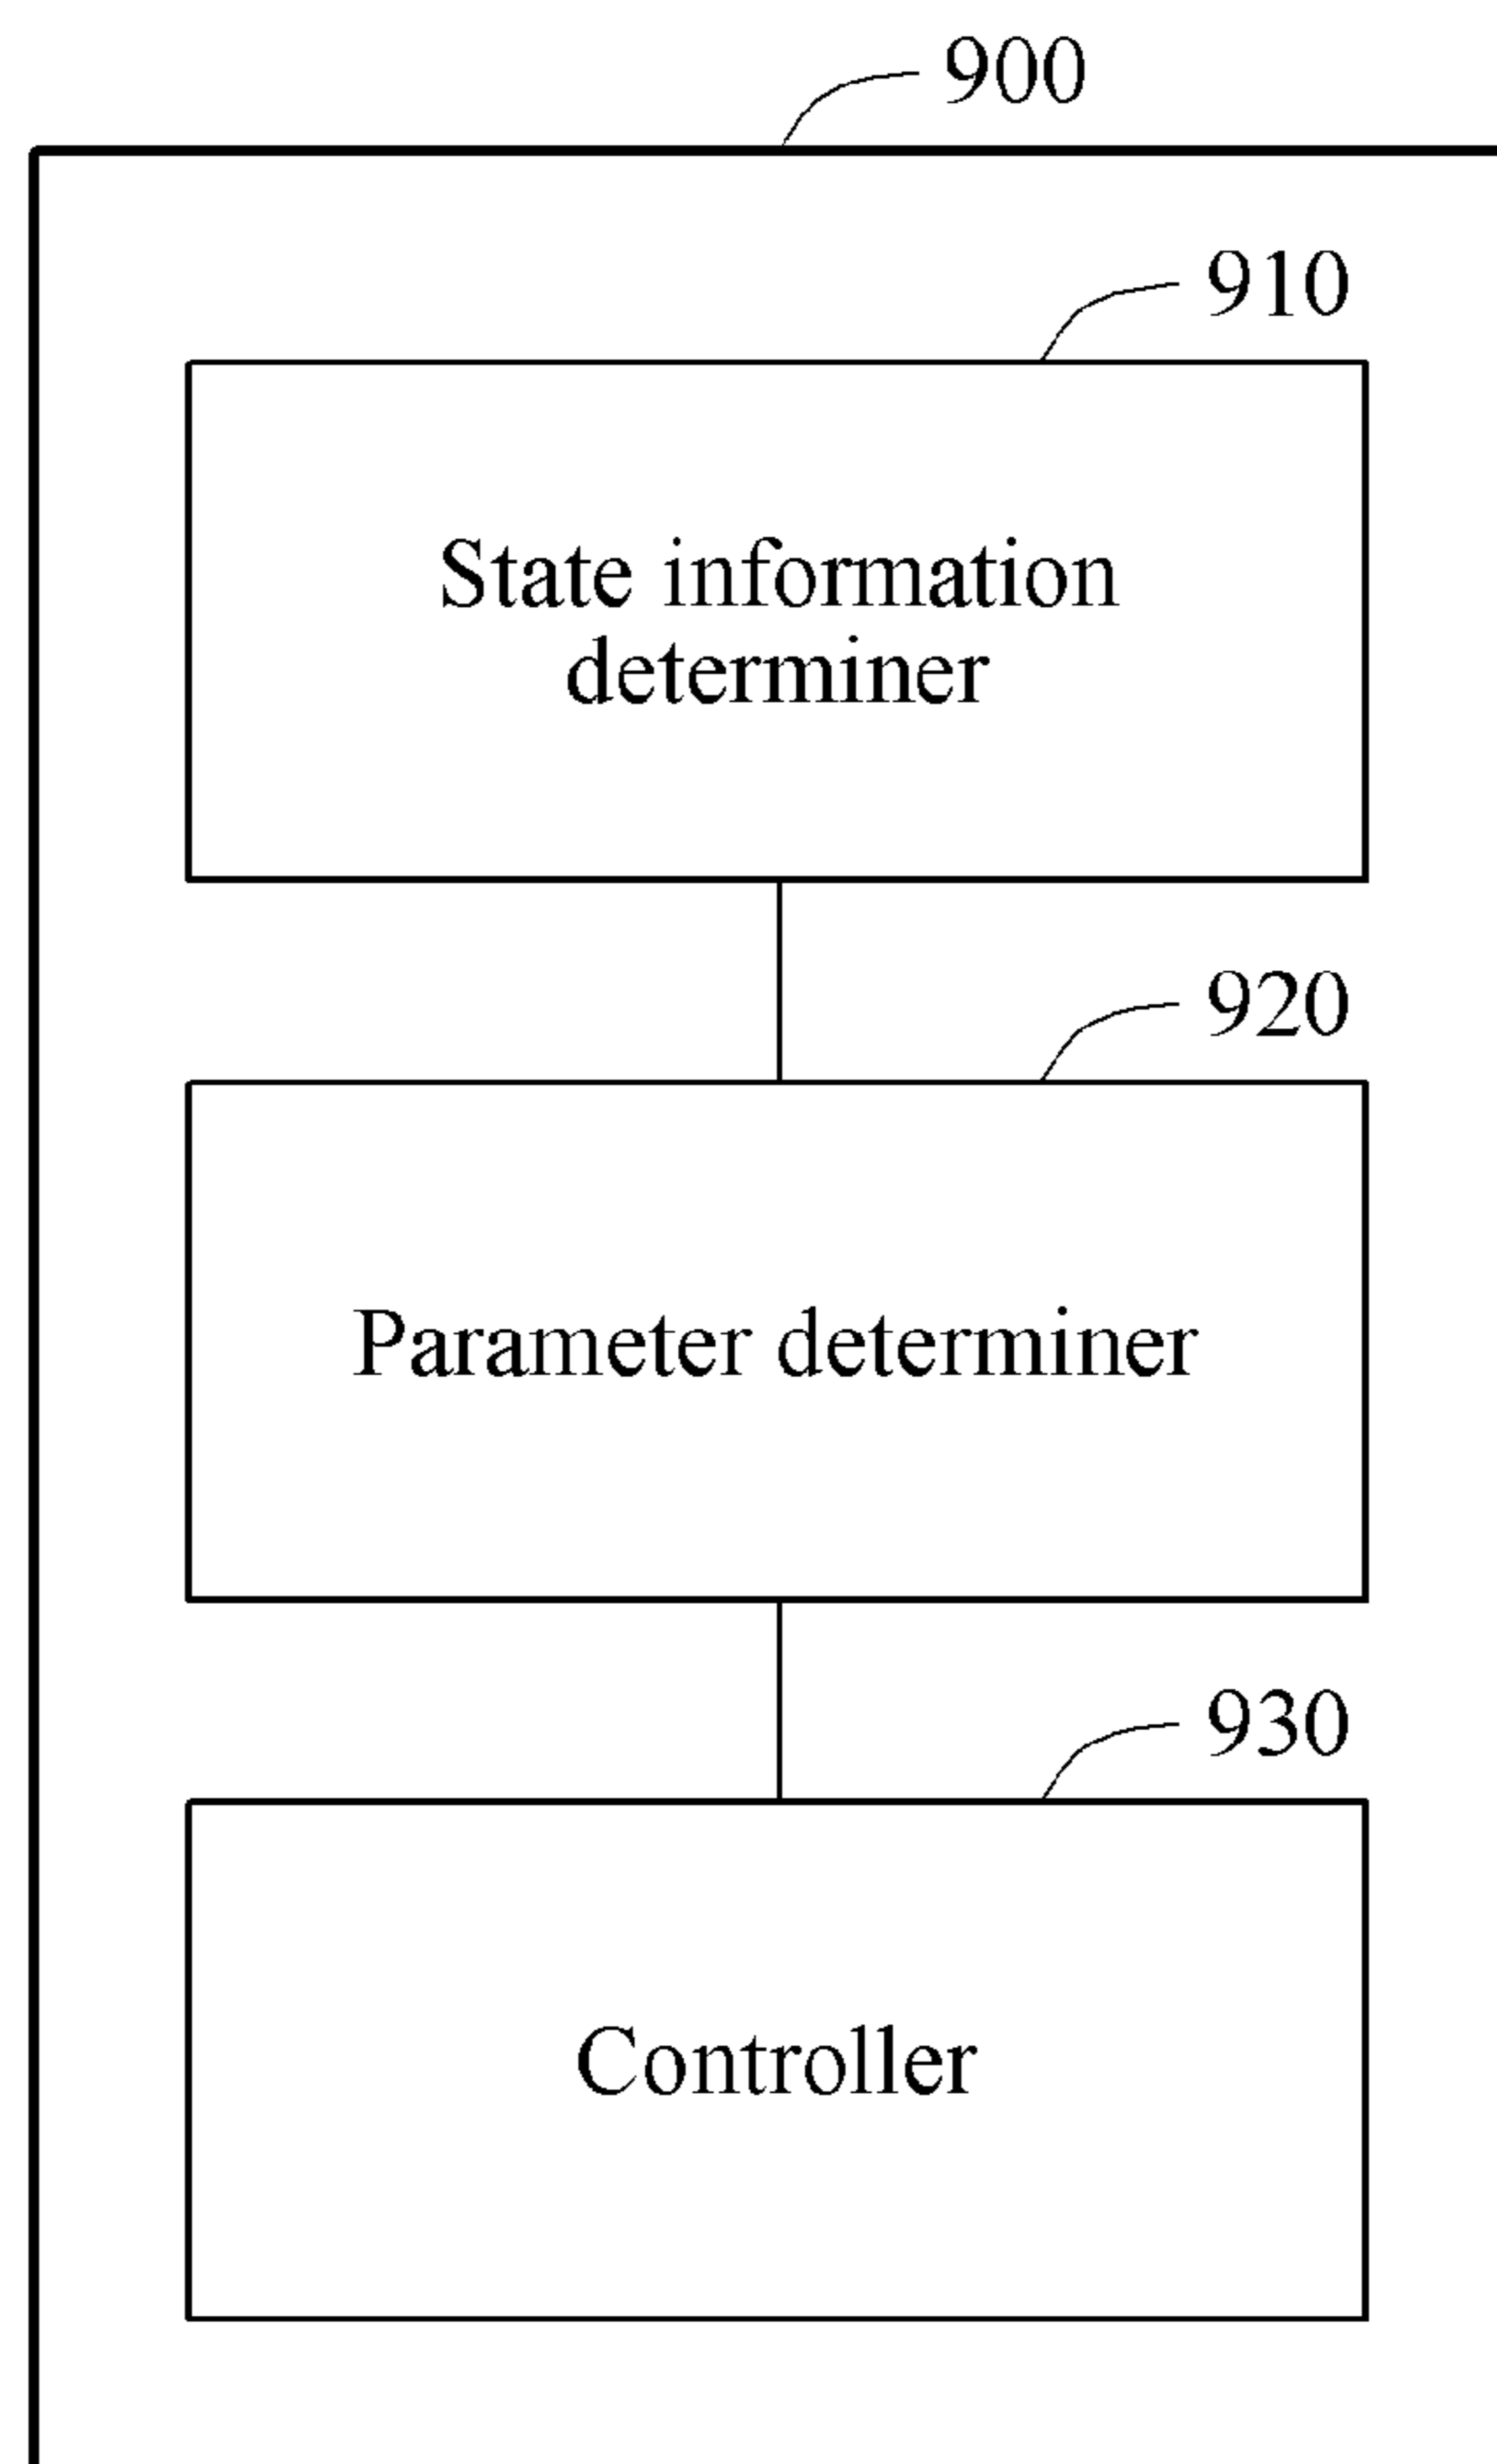 900
910
State information
determiner
920
Parameter determiner
930
Controller